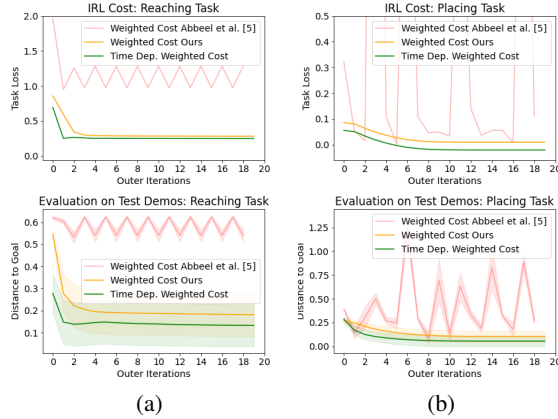 IRL Cost: Reaching Task
Task Loss
2.0
1.5
1.0
0.5
0.0
Weighted Cost Abbeel et al. [5]
Weighted Cost Ours
Time Dep. Weighted Cost
0 2 4 6 8 10 12 14 16 18 20
Outer Iterations
IRL Cost: Placing Task
Task Loss
0.5
0.4
0.3
0.2
0.1
0.0
Weighted Cost Abbeel et al. [5]
Weighted Cost Ours
Time Dep. Weighted Cost
0 2 4 6 8 10 12 14 16 18 20
Outer Iterations
Evaluation on Test Demos: Reaching Task
Distance to Goal
0.6
0.5
0.4
0.3
0.2
0.1
Weighted Cost Abbeel et al. [5]
Weighted Cost Ours
Time Dep. Weighted Cost
0 2 4 6 8 10 12 14 16 18 20
Outer Iterations
Evaluation on Test Demos: Placing Task
Distance to Goal
1.25
1.00
0.75
0.50
0.25
0.00
Weighted Cost Abbeel et al. [5]
Weighted Cost Ours
Time Dep. Weighted Cost
0 2 4 6 8 10 12 14 16 18 20
Outer Iterations
(a)
(b)